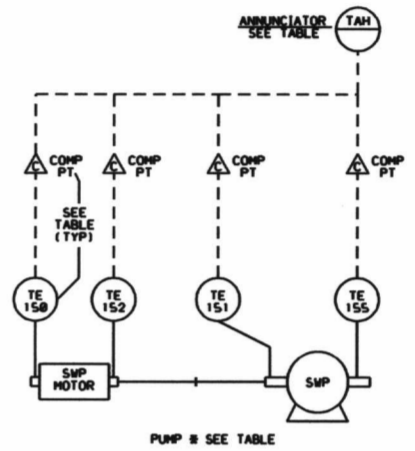 ANNUNCIATOR
SEE TABLE
TAH
C COMP PT
C COMP PT
C COMP PT
C COMP PT
SEE
TABLE
(TYP)
TE
150
TE
152
TE
151
TE
155
SWP
MOTOR
SWP
PUMP * SEE TABLE